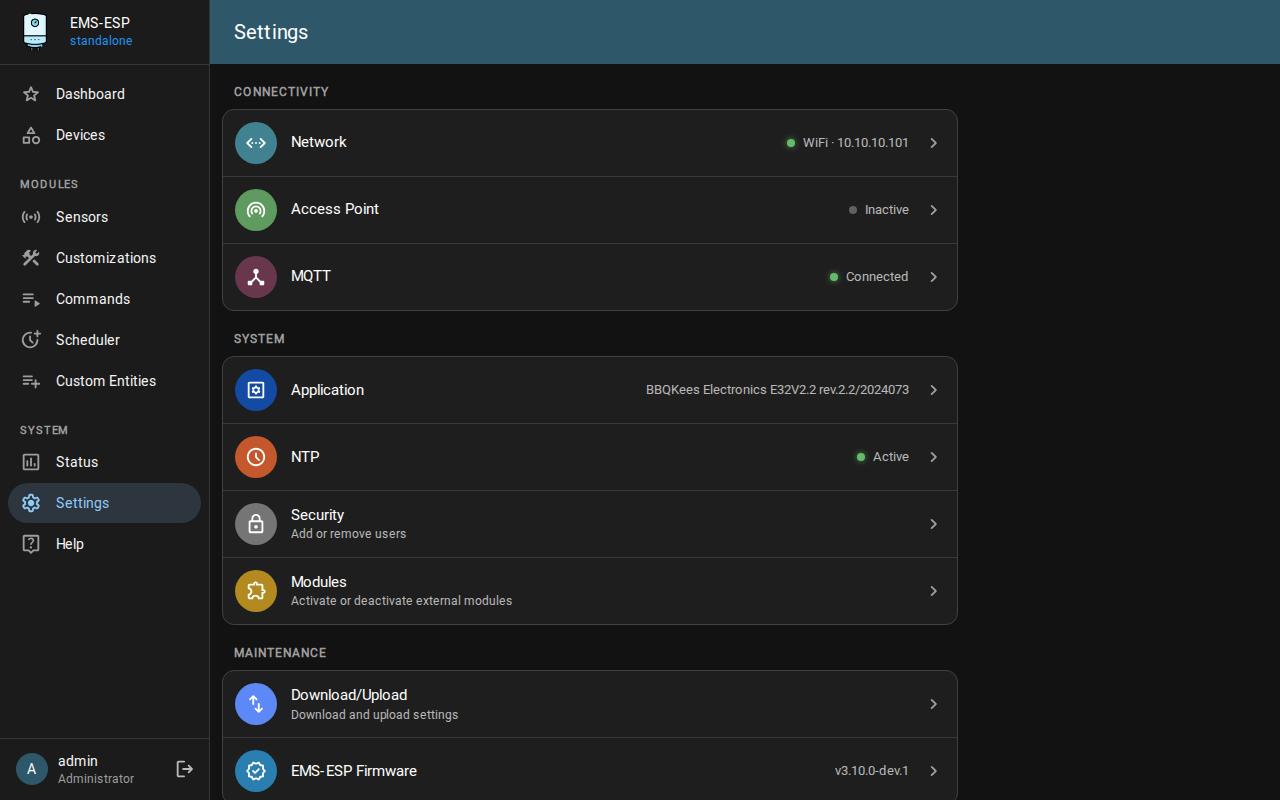 EMS-ESP
standalone
Dashboard
Devices
MODULES
Sensors
Customizations
Commands
Scheduler
Custom Entities
SYSTEM
Status
Settings
Help
A
admin
Administrator
Settings
CONNECTIVITY
Network
WiFi · 10.10.10.101
Access Point
Inactive
MQTT
Connected
SYSTEM
Application
BBQKees Electronics E32V2.2 rev.2.2/2024073
NTP
Active
Security
Add or remove users
Modules
Activate or deactivate external modules
MAINTENANCE
Download/Upload
Download and upload settings
EMS-ESP Firmware
v3.10.0-dev.1